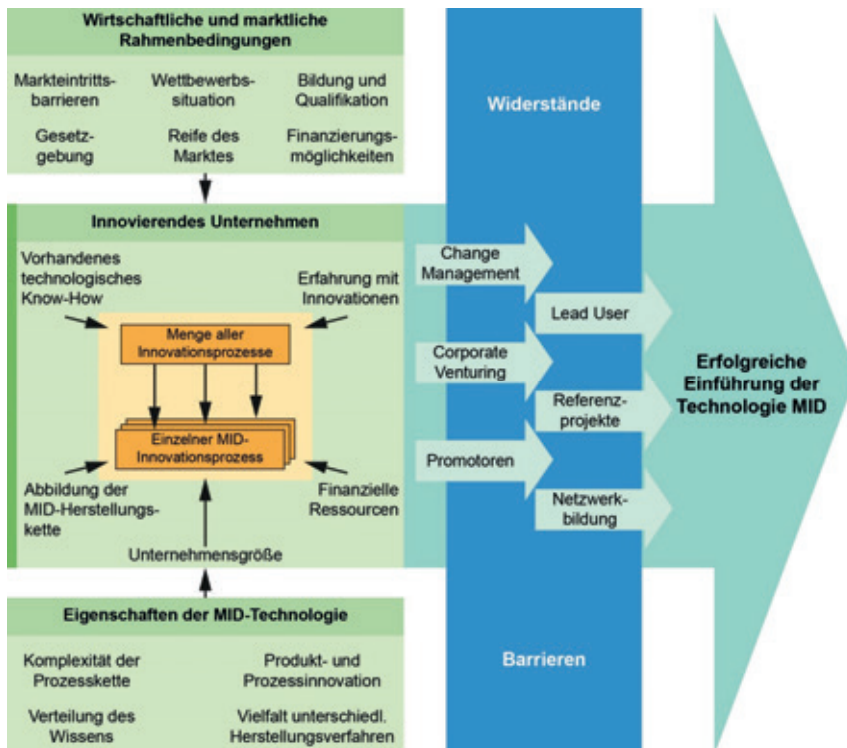 Wirtschaftliche und marktliche
Rahmenbedingungen
Markteintritts-
barrieren
Wettbewerbs-
situation
Bildung und
Qualifikation
Gesetz-
gebung
Reife des
Marktes
Finanzierungs-
möglichkeiten
Innovierendes Unternehmen
Vorhandenes
technologisches
Know-How
Erfahrung mit
Innovationen
Menge aller
Innovationsprozesse
Einzelner MID-
Innovationsprozess
Abbildung der
MID-Herstellungs-
kette
Finanzielle
Ressourcen
Unternehmensgröße
Eigenschaften der MID-Technologie
Komplexität der
Prozesskette
Produkt- und
Prozessinnovation
Verteilung des
Wissens
Vielfalt unterschiedl.
Herstellungsverfahren
Widerstände
Change
Management
Lead User
Corporate
Venturing
Referenz-
projekte
Promotoren
Netzwerk-
bildung
Barrieren
Erfolgreiche
Einführung der
Technologie MID